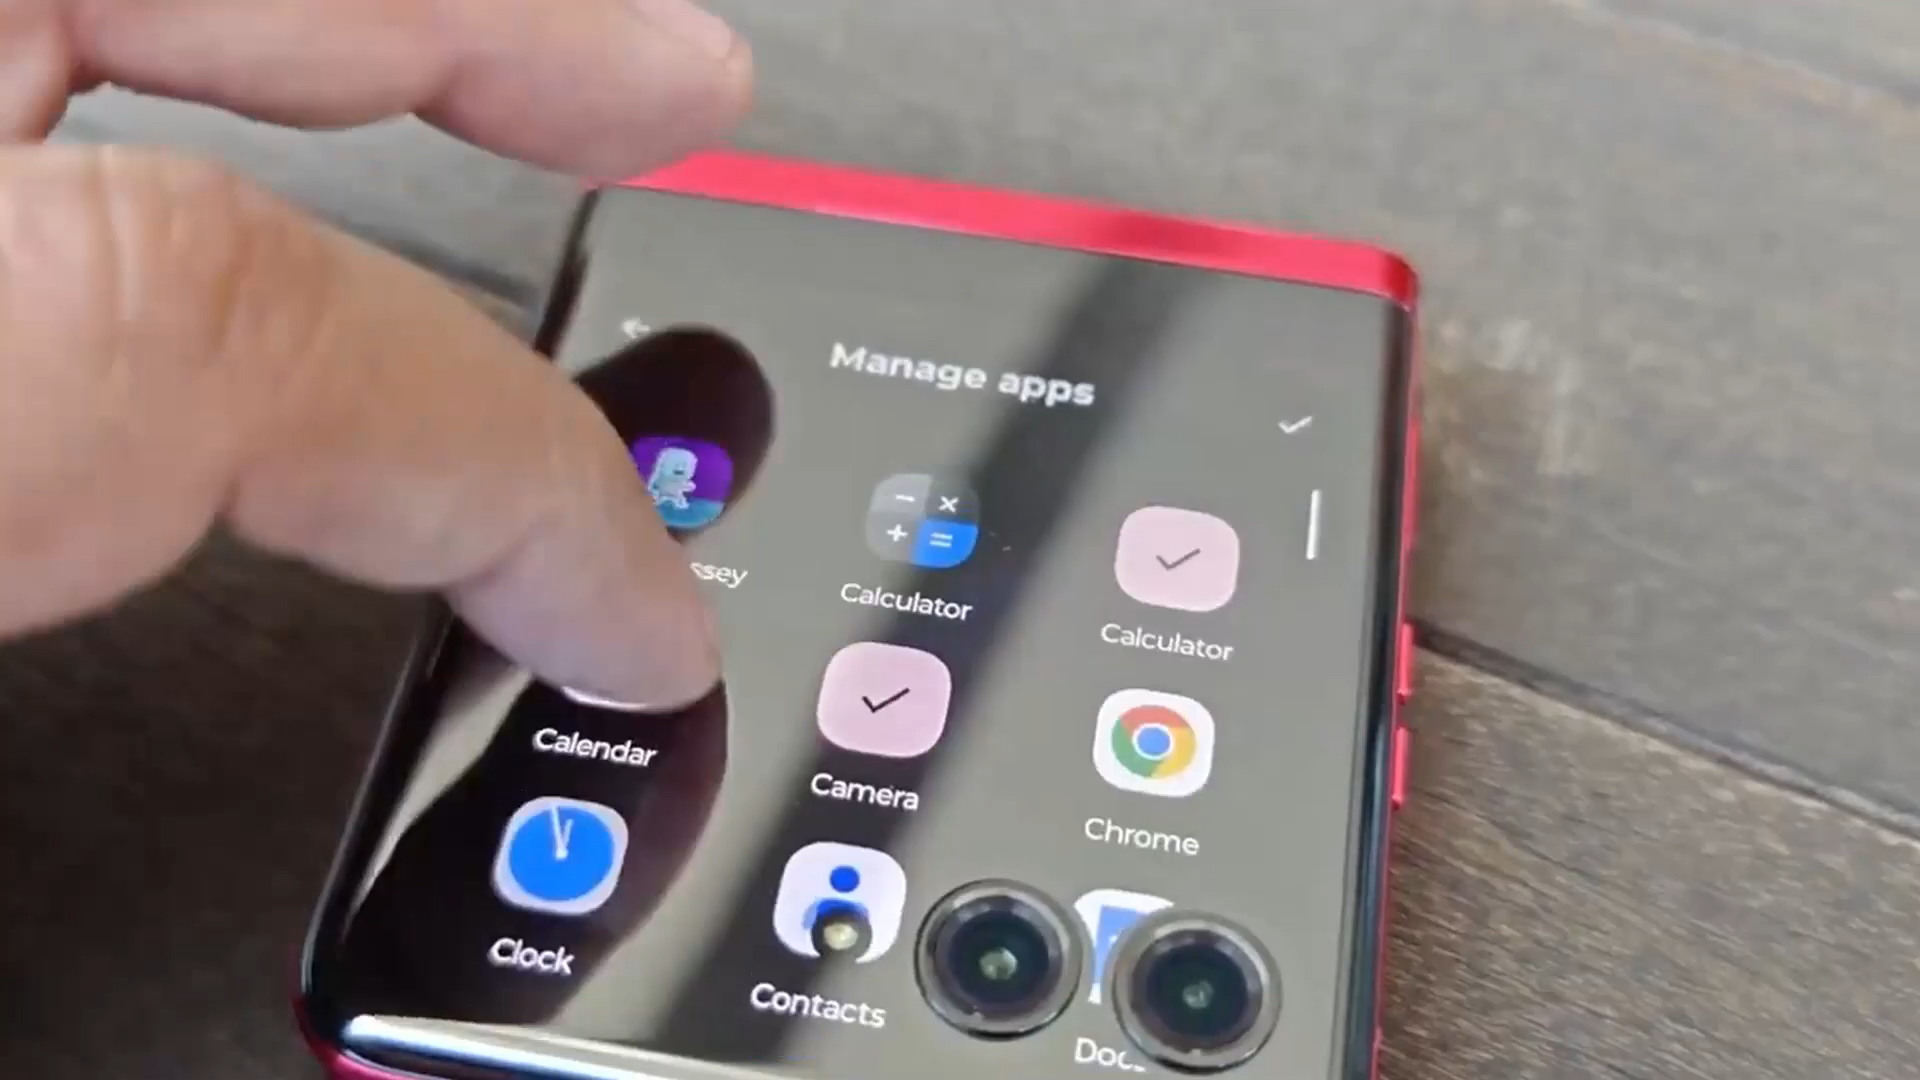 Manage apps
Calculator
Calculator
Calendar
Camera
Chrome
Clock
Contacts